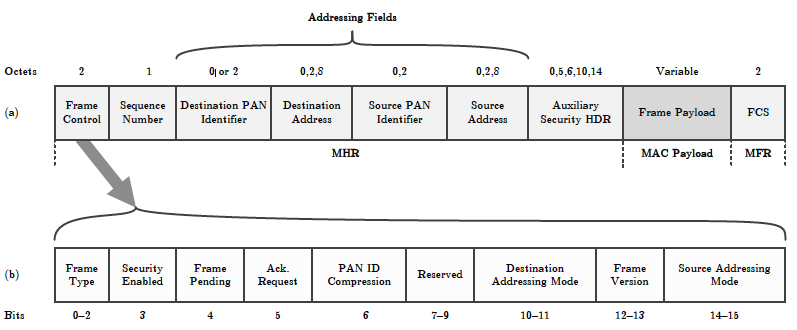 Addressing Fields
Octets 2 1 0 or 2 0,2,8 0,2 0,2,8 0,5,6,10,14 Variable 2
(a) Frame Control Sequence Number Destination PAN Identifier Destination Address Source PAN Identifier Source Address Auxiliary Security HDR Frame Payload FCS
MHR MAC Payload MFR
(b) Frame Type Security Enabled Frame Pending Ack. Request PAN ID Compression Reserved Destination Addressing Mode Frame Version Source Addressing Mode
Bits 0–2 3 4 5 6 7–9 10–11 12–13 14–15